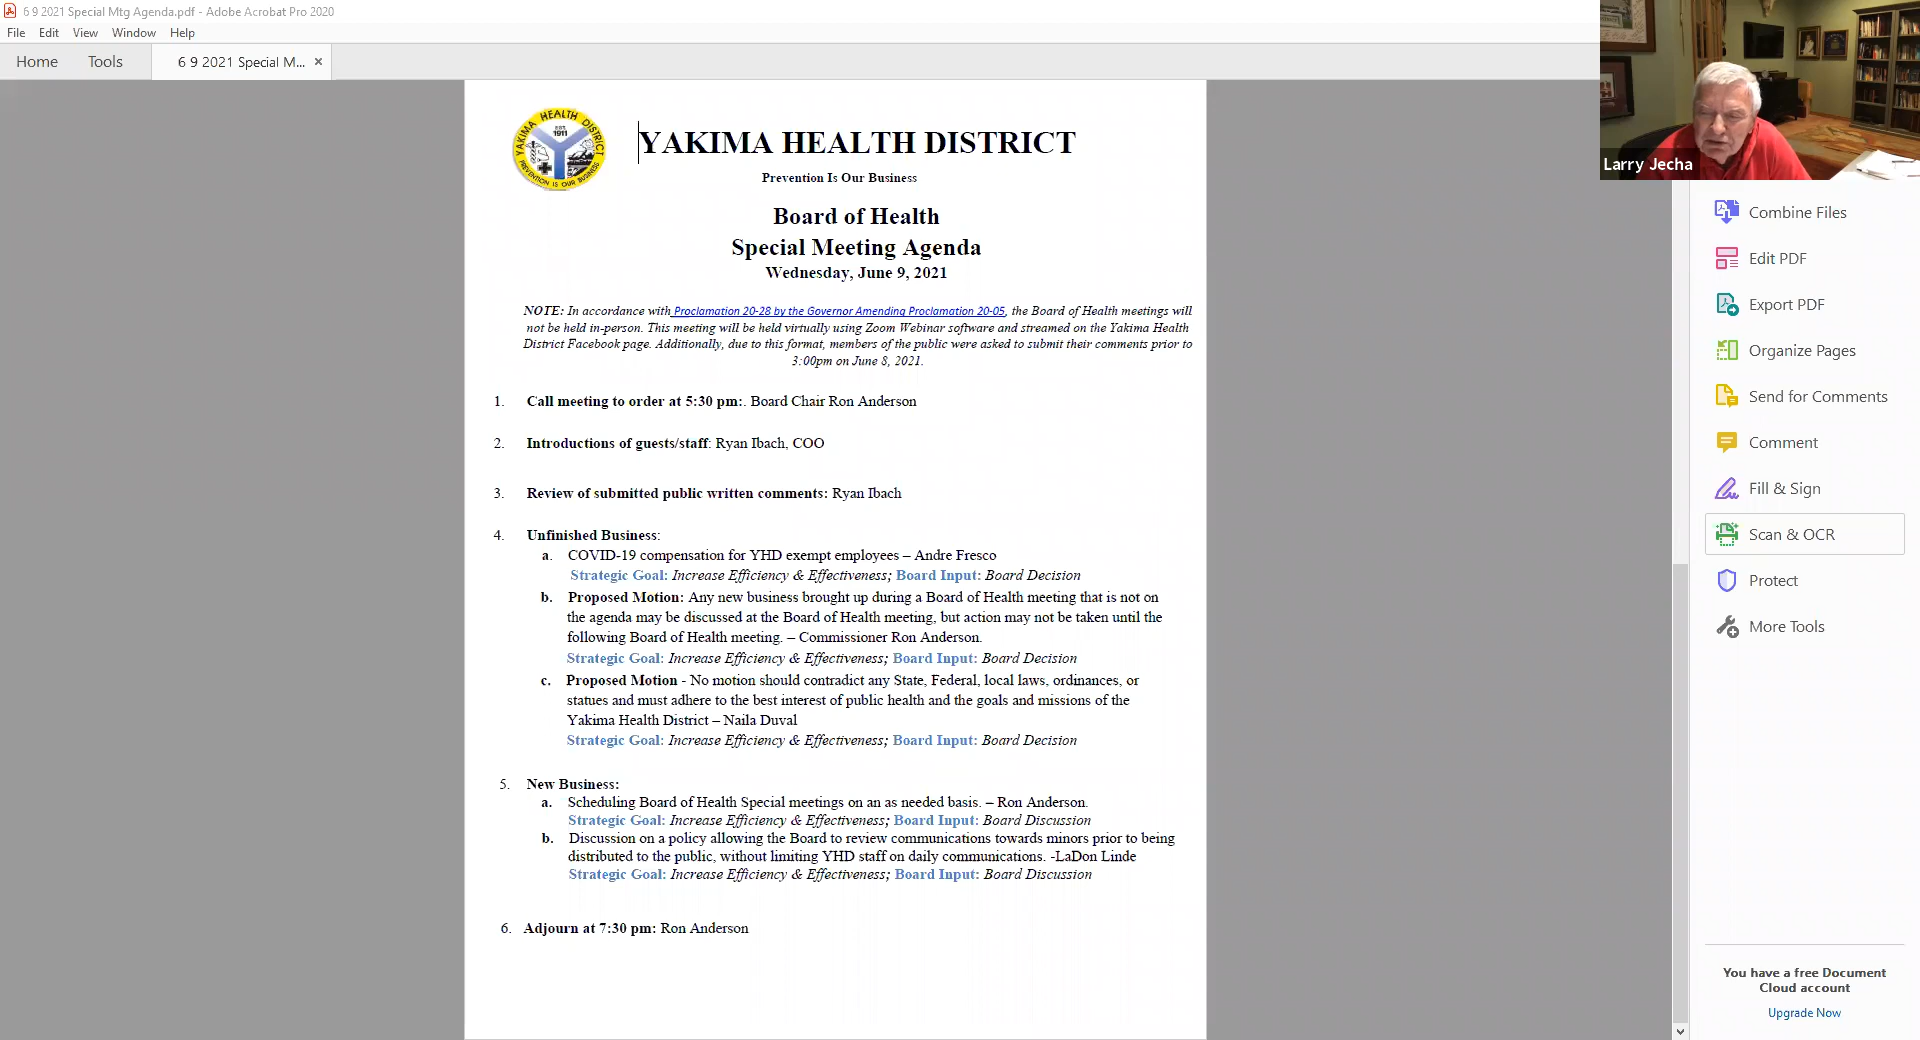 6 9 2021 Special Mtg Agenda.pdf - Adobe Acrobat Pro 2020
File Edit View Window Help
Home Tools 6 9 2021 Special M... ×
YAKIMA HEALTH DISTRICT
EST.
1911
PREVENTION IS OUR BUSINESS
YAKIMA HEALTH DISTRICT
Prevention Is Our Business
Board of Health
Special Meeting Agenda
Wednesday, June 9, 2021
NOTE: In accordance with Proclamation 20-28 by the Governor Amending Proclamation 20-05, the Board of Health meetings will
not be held in-person. This meeting will be held virtually using Zoom Webinar software and streamed on the Yakima Health
District Facebook page. Additionally, due to this format, members of the public were asked to submit their comments prior to
3:00pm on June 8, 2021.
1. Call meeting to order at 5:30 pm:. Board Chair Ron Anderson
2. Introductions of guests/staff: Ryan Ibach, COO
3. Review of submitted public written comments: Ryan Ibach
4. Unfinished Business:
a. COVID-19 compensation for YHD exempt employees – Andre Fresco
Strategic Goal: Increase Efficiency & Effectiveness; Board Input: Board Decision
b. Proposed Motion: Any new business brought up during a Board of Health meeting that is not on
the agenda may be discussed at the Board of Health meeting, but action may not be taken until the
following Board of Health meeting. – Commissioner Ron Anderson.
Strategic Goal: Increase Efficiency & Effectiveness; Board Input: Board Decision
c. Proposed Motion - No motion should contradict any State, Federal, local laws, ordinances, or
statues and must adhere to the best interest of public health and the goals and missions of the
Yakima Health District – Naila Duval
Strategic Goal: Increase Efficiency & Effectiveness; Board Input: Board Decision
5. New Business:
a. Scheduling Board of Health Special meetings on an as needed basis. – Ron Anderson.
Strategic Goal: Increase Efficiency & Effectiveness; Board Input: Board Discussion
b. Discussion on a policy allowing the Board to review communications towards minors prior to being
distributed to the public, without limiting YHD staff on daily communications. -LaDon Linde
Strategic Goal: Increase Efficiency & Effectiveness; Board Input: Board Discussion
6. Adjourn at 7:30 pm: Ron Anderson
Larry Jecha
Combine Files
Edit PDF
Export PDF
Organize Pages
Send for Comments
Comment
Fill & Sign
Scan & OCR
Protect
More Tools
You have a free Document
Cloud account
Upgrade Now